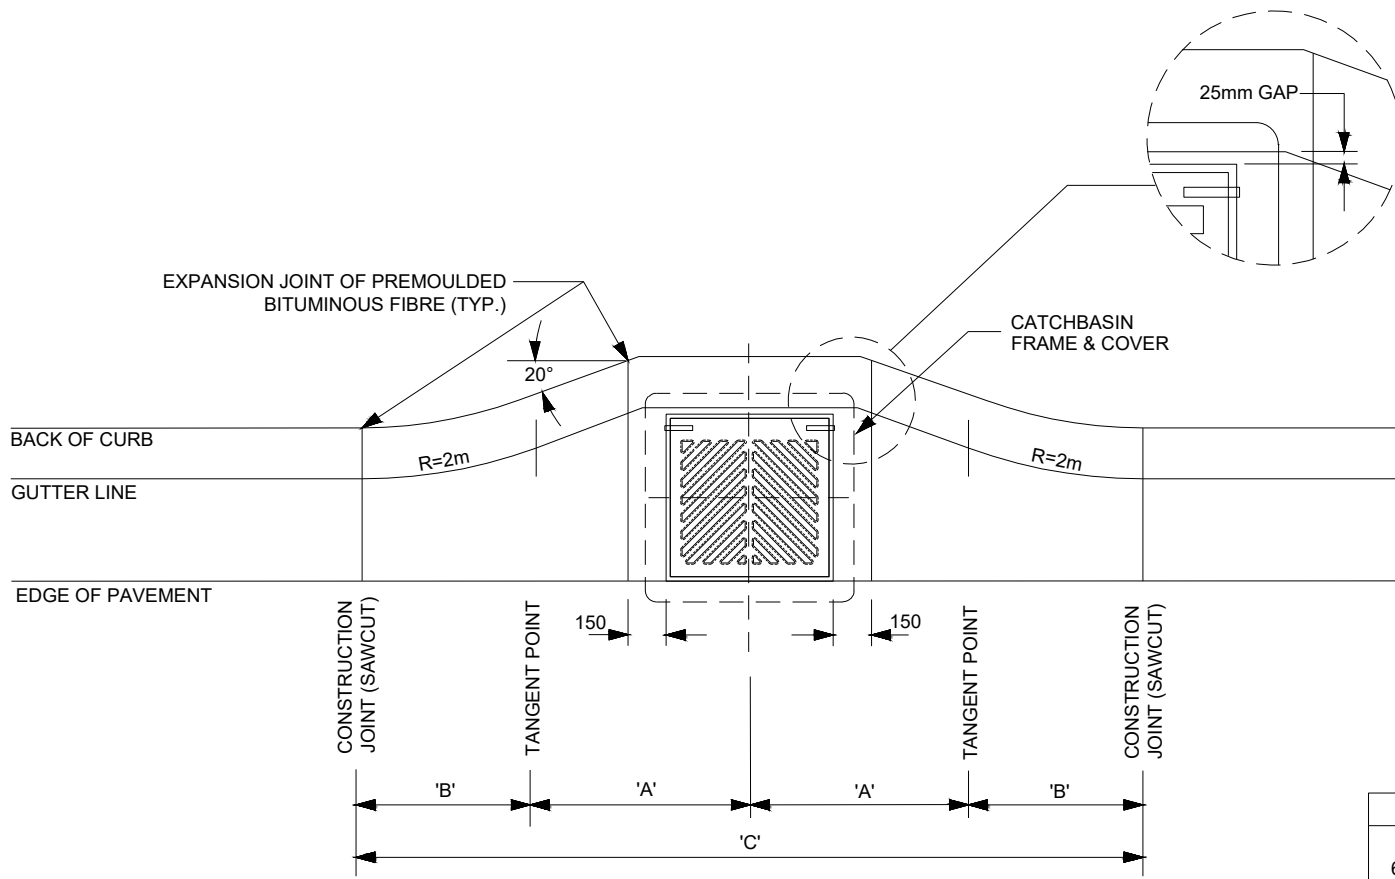 25mm GAP
EXPANSION JOINT OF PREMOULDED
BITUMINOUS FIBRE (TYP.)
CATCHBASIN
FRAME & COVER
20°
BACK OF CURB
R=2m
R=2m
GUTTER LINE
EDGE OF PAVEMENT
150
150
CONSTRUCTION
JOINT (SAWCUT)
TANGENT POINT
TANGENT POINT
CONSTRUCTION
JOINT (SAWCUT)
'B'
'A'
'A'
'B'
'C'